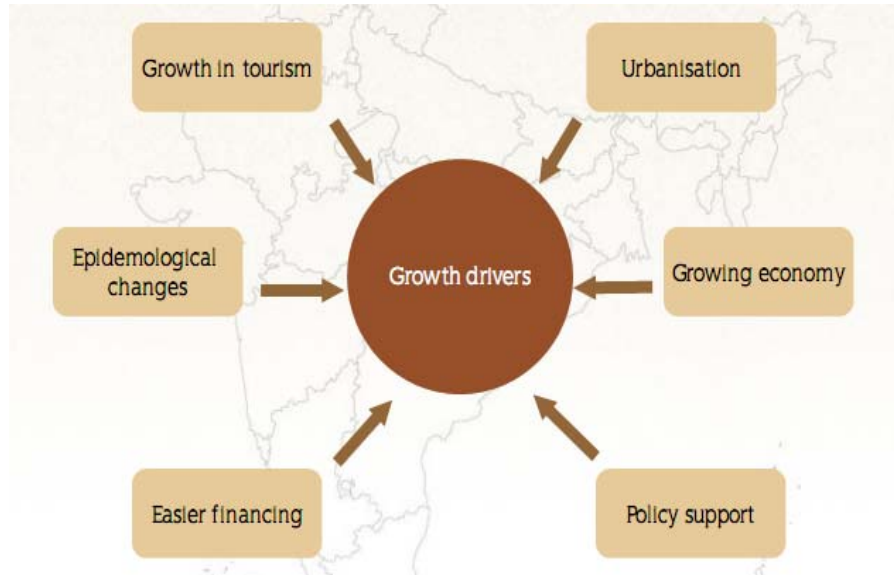 Growth in tourism
Urbanisation
Epidemological
changes
Growth drivers
Growing economy
Easier financing
Policy support